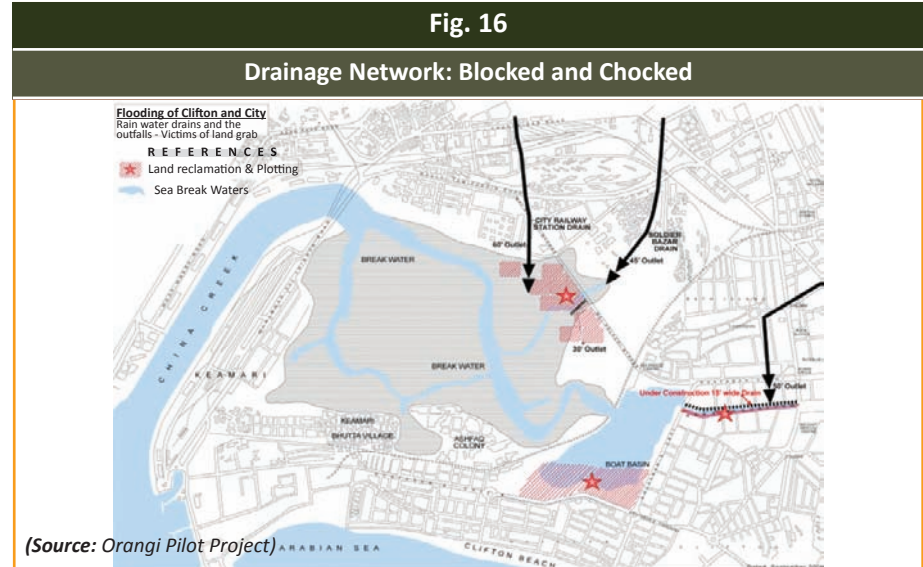 Fig. 16
Drainage Network: Blocked and Chocked
Flooding of Clifton and City
Rain water drains and the
outfalls - Victims of land grab
REFERENCES
Land reclamation & Plotting
Sea Break Waters
CITY RAILWAY
STATION DRAIN
SOLDIER
BAZAR
DRAIN
60' Outlet
45' Outlet
BREAK WATER
CHINA CREEK
30' Outlet
BREAK WATER
KEAMARI
Under Construction 15' wide Drain
KEAMARI
BHUTTA VILLAGE
ASHFAQ
COLONY
BOAT BASIN
(Source: Orangi Pilot Project)
ARABIAN SEA
CLIFTON BEACH